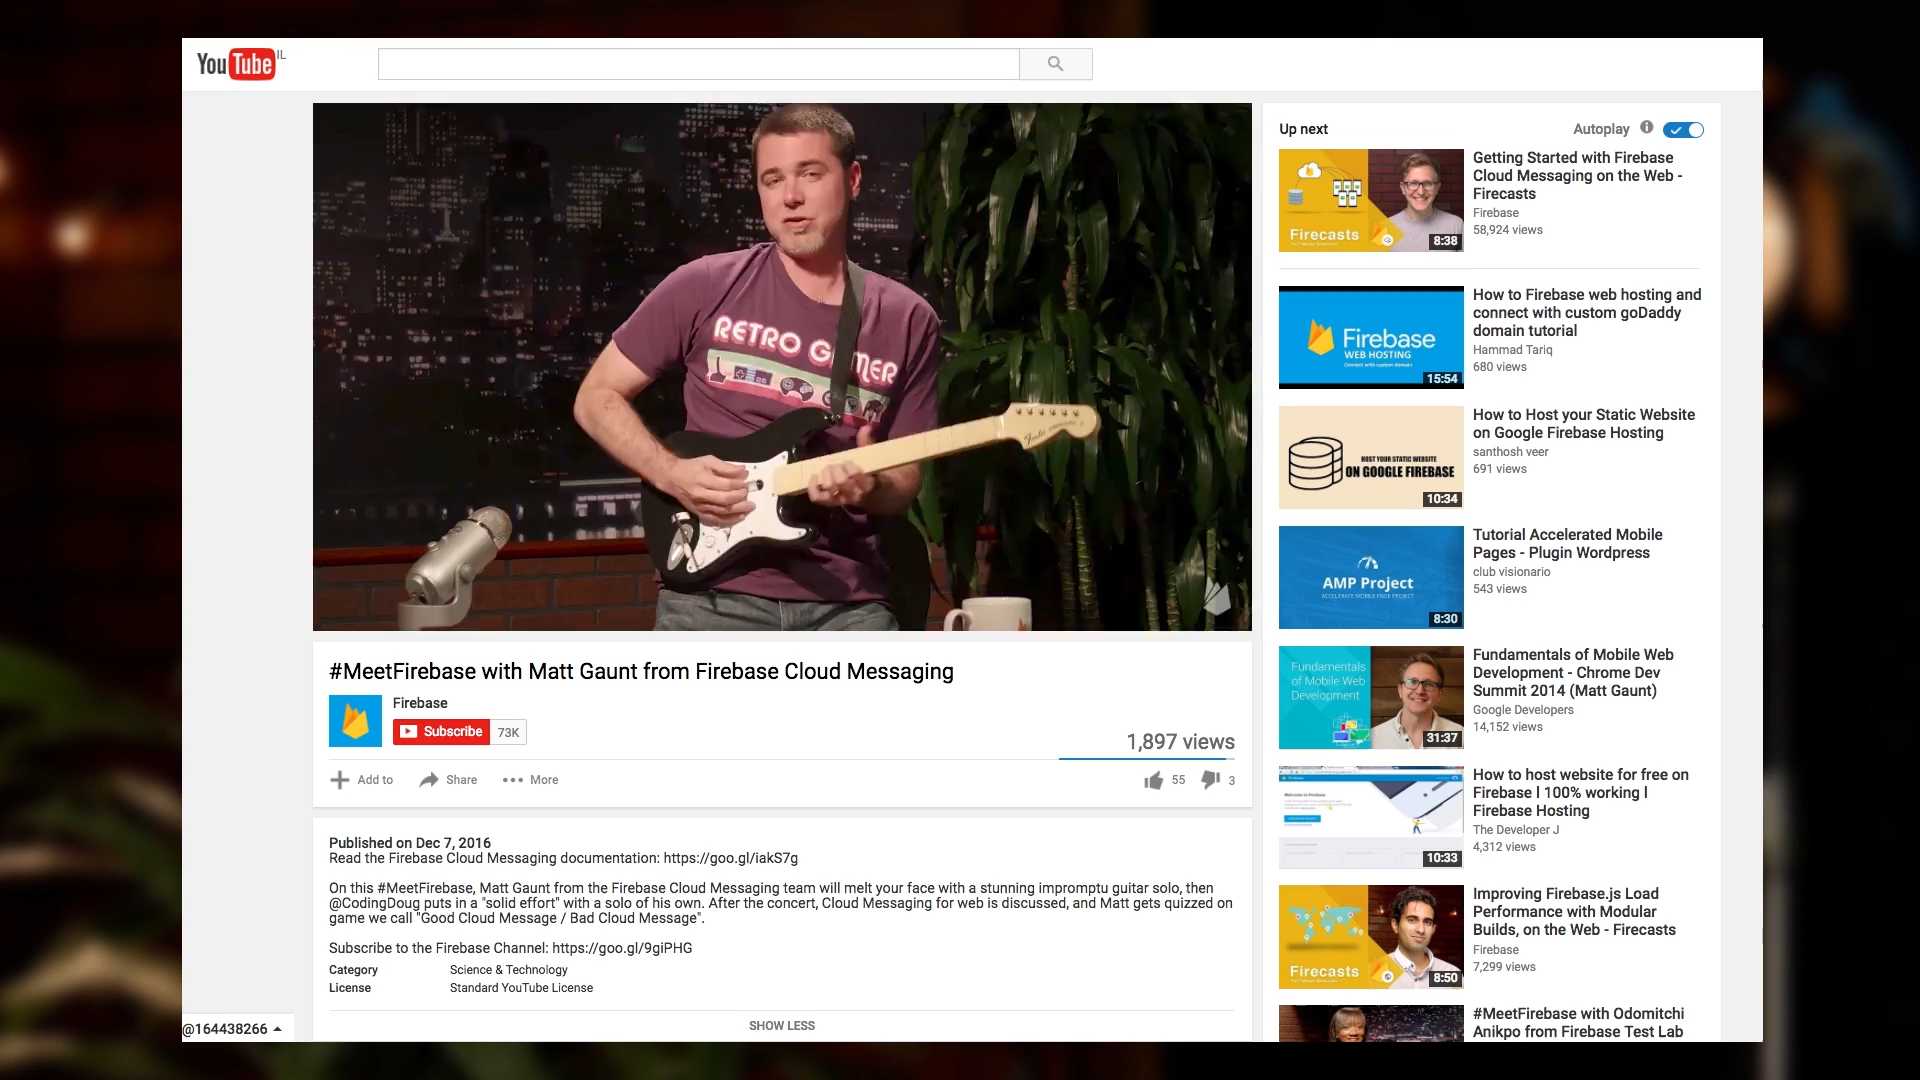 YouTube IL
RETRO GAMER
Fender
#MeetFirebase with Matt Gaunt from Firebase Cloud Messaging
Firebase
Subscribe 73K
1,897 views
Add to Share More 55 3
Published on Dec 7, 2016
Read the Firebase Cloud Messaging documentation: https://goo.gl/iakS7g
On this #MeetFirebase, Matt Gaunt from the Firebase Cloud Messaging team will melt your face with a stunning impromptu guitar solo, then
@CodingDoug puts in a "solid effort" with a solo of his own. After the concert, Cloud Messaging for web is discussed, and Matt gets quizzed on
game we call "Good Cloud Message / Bad Cloud Message".
Subscribe to the Firebase Channel: https://goo.gl/9giPHG
Category Science & Technology
License Standard YouTube License
SHOW LESS
@164438266
Up next Autoplay
Firecasts
8:38
Getting Started with Firebase
Cloud Messaging on the Web -
Firecasts
Firebase
58,924 views
Firebase
WEB HOSTING
Connect with custom domain
15:54
How to Firebase web hosting and
connect with custom goDaddy
domain tutorial
Hammad Tariq
680 views
HOST YOUR STATIC WEBSITE
ON GOOGLE FIREBASE
10:34
How to Host your Static Website
on Google Firebase Hosting
santhosh veer
691 views
AMP Project
ACCELERATE MOBILE PAGE PROJECT
8:30
Tutorial Accelerated Mobile
Pages - Plugin Wordpress
club visionario
543 views
Fundamentals
of Mobile Web
Development
31:37
Fundamentals of Mobile Web
Development - Chrome Dev
Summit 2014 (Matt Gaunt)
Google Developers
14,152 views
Welcome to Firebase
10:33
How to host website for free on
Firebase l 100% working l
Firebase Hosting
The Developer J
4,312 views
Firecasts
8:50
Improving Firebase.js Load
Performance with Modular
Builds, on the Web - Firecasts
Firebase
7,299 views
#MeetFirebase with Odomitchi
Anikpo from Firebase Test Lab